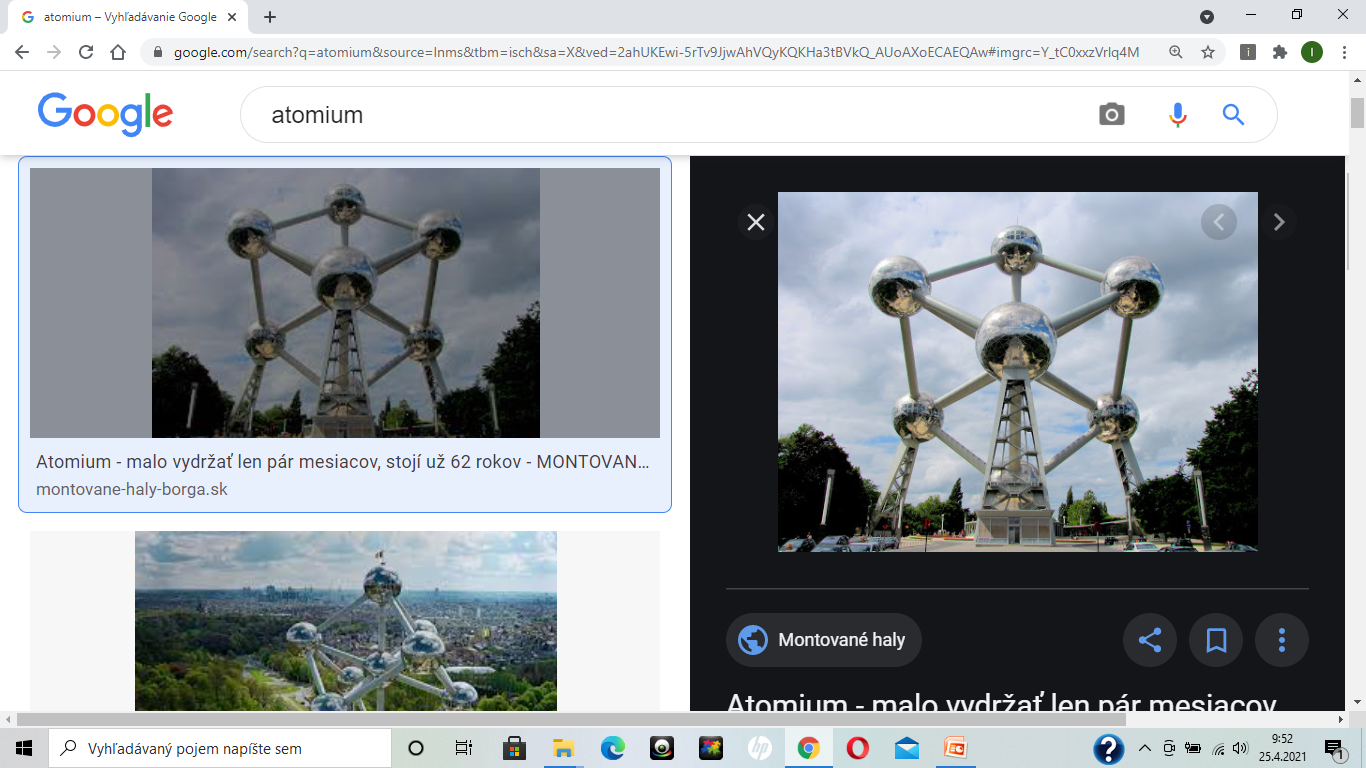 atomium – Vyhľadávanie Google
google.com/search?q=atomium&source=lnms&tbm=isch&sa=X&ved=2ahUKEwi-5rTv9JjwAhVQyKQKHa3tBVkQ_AUoAXoECAEQAw#imgrc=Y_tC0xxzVrlq4M
I
Google
atomium
Atomium - malo vydržať len pár mesiacov, stojí už 62 rokov - MONTOVAN...
montovane-haly-borga.sk
Montované haly
Atomium - malo vydržať len pár mesiacov
Vyhľadávaný pojem napíšte sem
9:52
25.4.2021
1